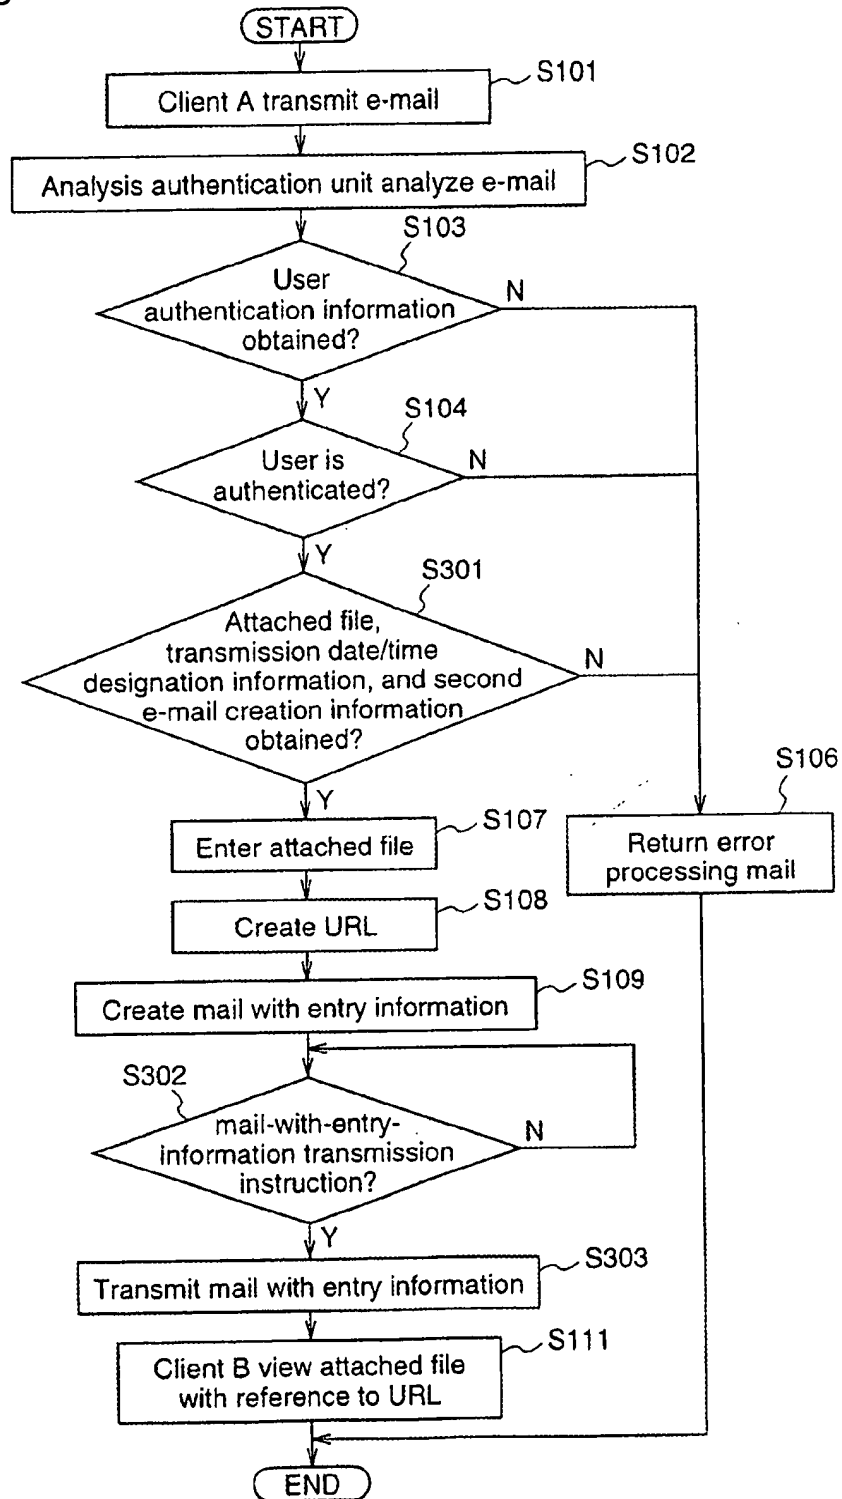 START
S101
Client A transmit e-mail
S102
Analysis authentication unit analyze e-mail
S103
User
authentication information
obtained?
N
Y
S104
User is
authenticated?
N
Y
S301
Attached file,
transmission date/time
designation information, and second
e-mail creation information
obtained?
N
Y
S106
Return error
processing mail
S107
Enter attached file
S108
Create URL
S109
Create mail with entry information
S302
mail-with-entry-
information transmission
instruction?
N
Y
S303
Transmit mail with entry information
S111
Client B view attached file
with reference to URL
END